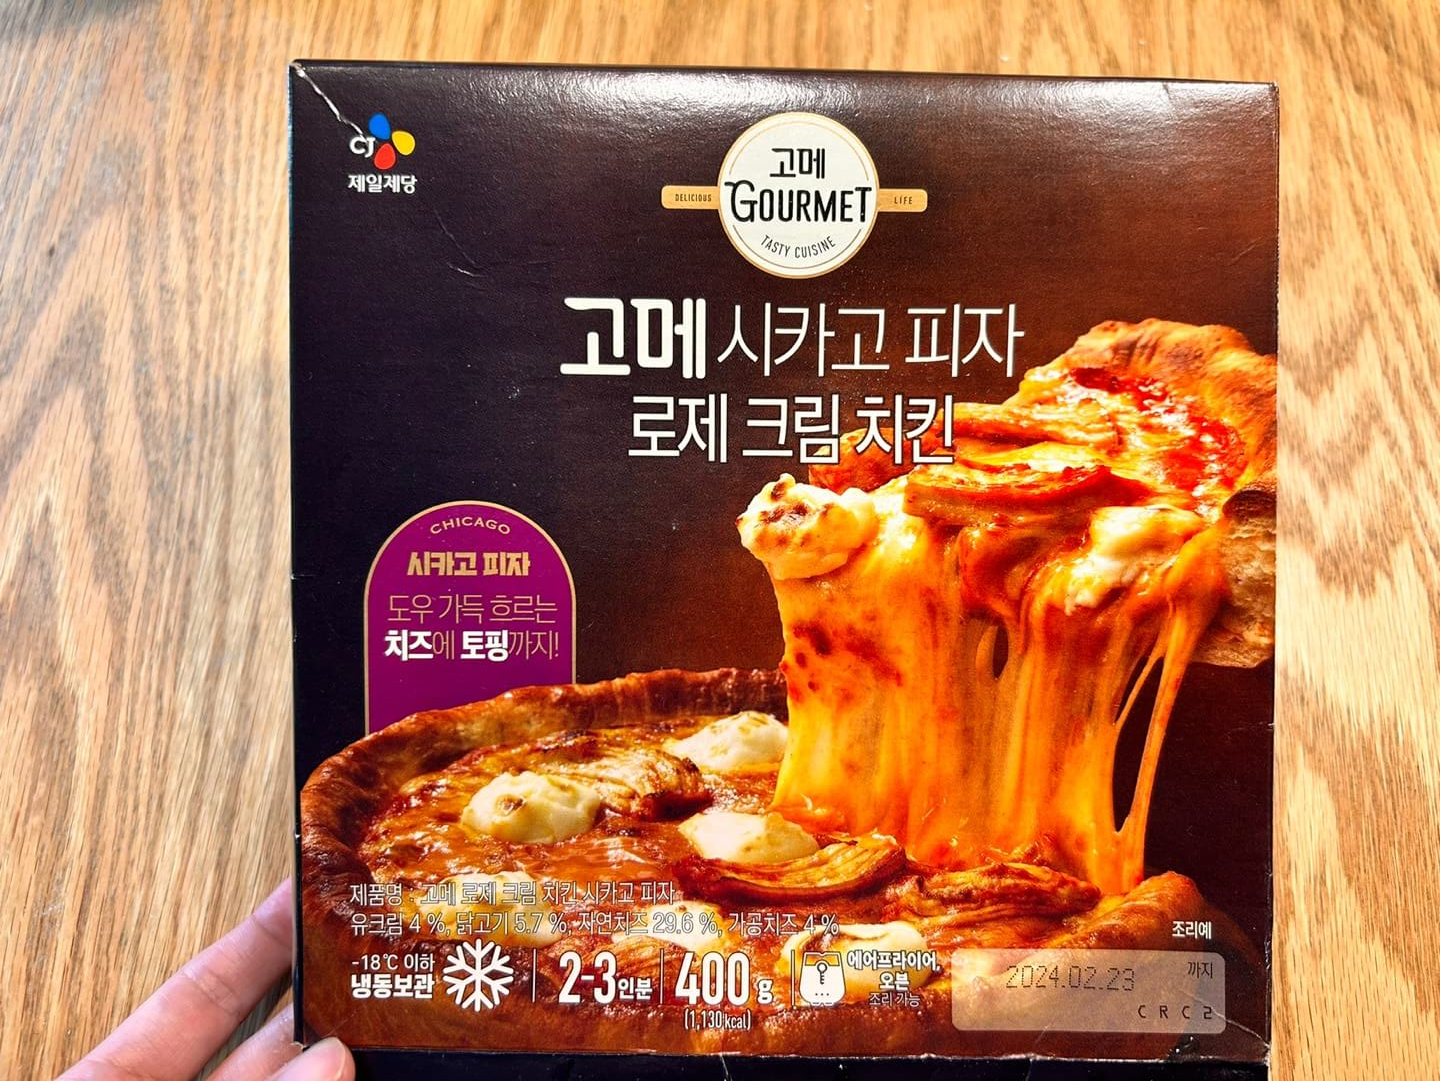 CJ
제일제당
고메
DELICIOUS GOURMET LIFE
TASTY CUISINE
고메 시카고 피자
로제 크림 치킨
CHICAGO
시카고 피자
도우 가득 흐르는
치즈에 토핑까지!
제품명 : 고메 로제 크림 치킨 시카고 피자
유크림 4 %, 닭고기 5.7 %, 자연치즈 29.6 %, 가공치즈 4 %
조리예
-18℃ 이하
냉동보관
2-3인분
400 g
(1,130 kcal)
에어프라이어,
오븐
조리 가능
2024.02.23 까지
CRC2